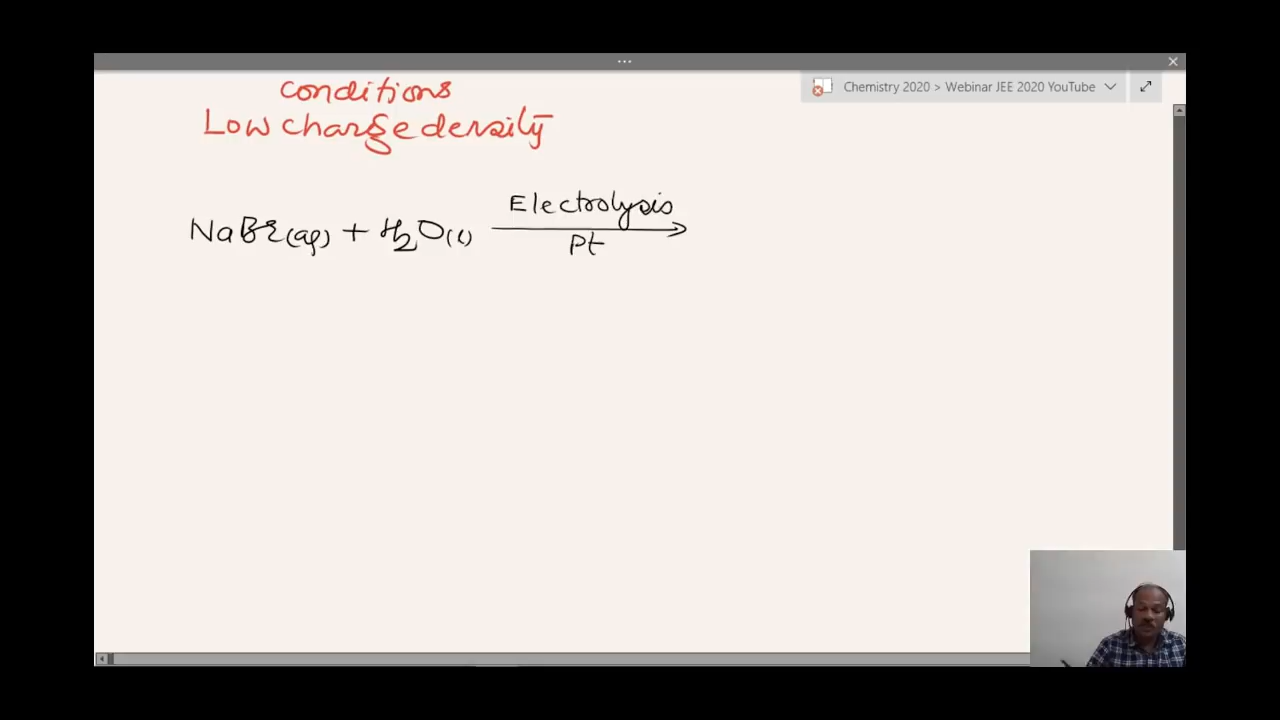 ...
Chemistry 2020 > Webinar JEE 2020 YouTube
conditions
Low charge density
NaBr(aq) + H₂O(l) Electrolysis
Pt